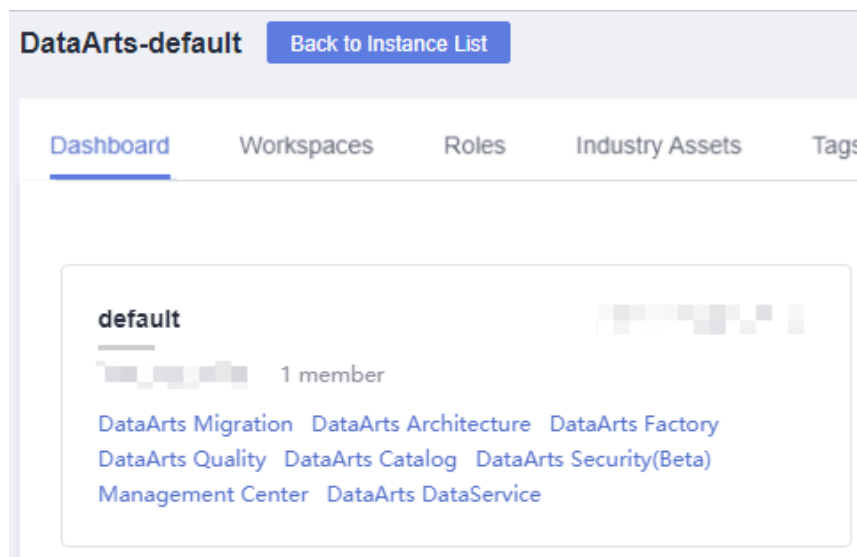 DataArts-default Back to Instance List
Dashboard Workspaces Roles Industry Assets Tags
default
1 member
DataArts Migration DataArts Architecture DataArts Factory
DataArts Quality DataArts Catalog DataArts Security(Beta)
Management Center DataArts DataService